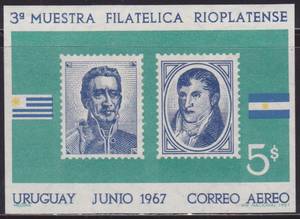 3ª MUESTRA FILATELICA RIOPLATENSE
5$
URUGUAY JUNIO 1967 CORREO AEREO